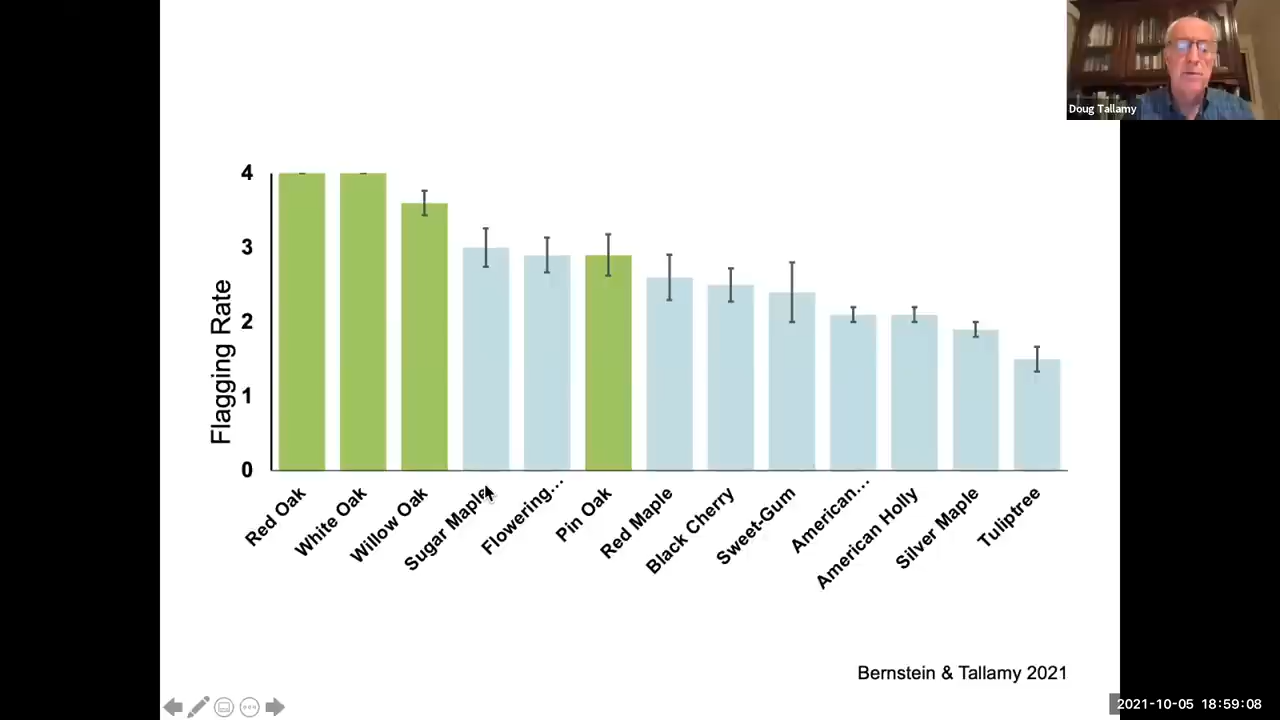 Doug Tallamy
Flagging Rate
4
3
2
1
0
Red Oak
White Oak
Willow Oak
Sugar Maple
Flowering...
Pin Oak
Red Maple
Black Cherry
Sweet-Gum
American...
American Holly
Silver Maple
Tuliptree
Bernstein & Tallamy 2021
2021-10-05 18:59:08